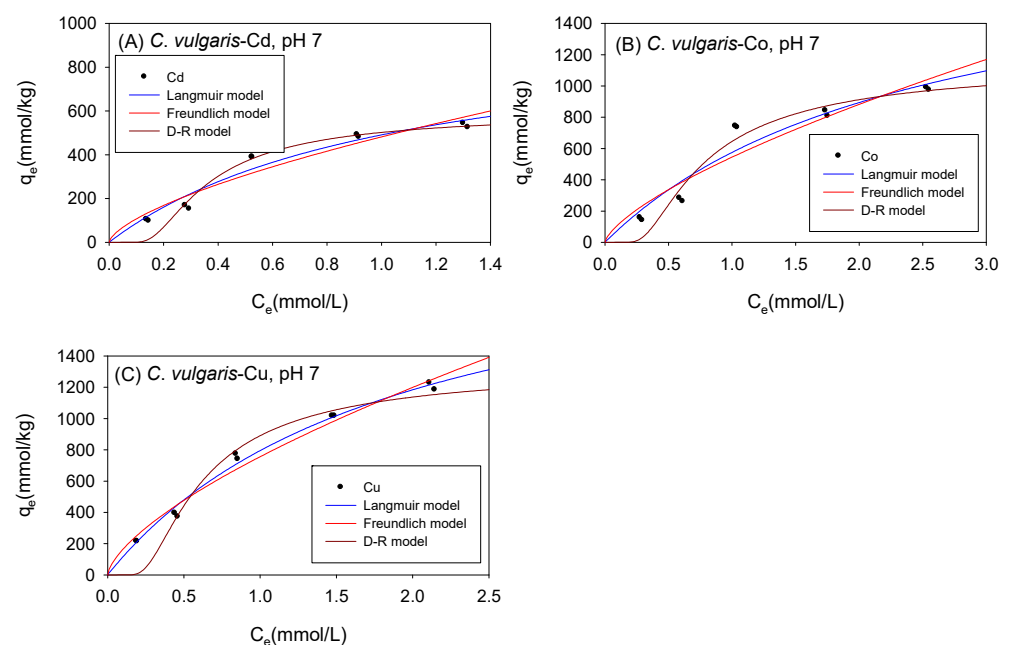 (A) C. vulgaris-Cd, pH 7
1000
800
600
400
200
0
qe(mmol/kg)
Cd
Langmuir model
Freundlich model
D-R model
0.0 0.2 0.4 0.6 0.8 1.0 1.2 1.4
Ce(mmol/L)
(B) C. vulgaris-Co, pH 7
1400
1200
1000
800
600
400
200
0
qe(mmol/kg)
Co
Langmuir model
Freundlich model
D-R model
0.0 0.5 1.0 1.5 2.0 2.5 3.0
Ce(mmol/L)
(C) C. vulgaris-Cu, pH 7
1400
1200
1000
800
600
400
200
0
qe(mmol/kg)
Cu
Langmuir model
Freundlich model
D-R model
0.0 0.5 1.0 1.5 2.0 2.5
Ce(mmol/L)